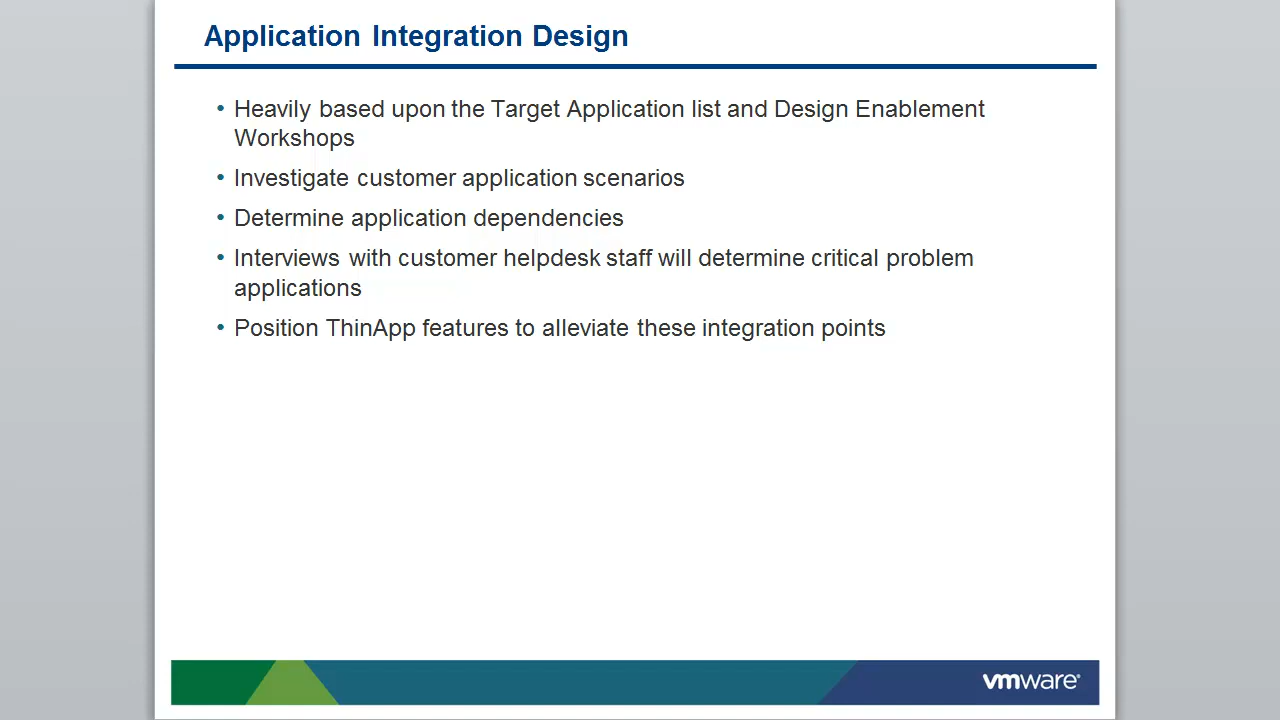 Application Integration Design
• Heavily based upon the Target Application list and Design Enablement
Workshops
• Investigate customer application scenarios
• Determine application dependencies
• Interviews with customer helpdesk staff will determine critical problem
applications
• Position ThinApp features to alleviate these integration points
vmware®